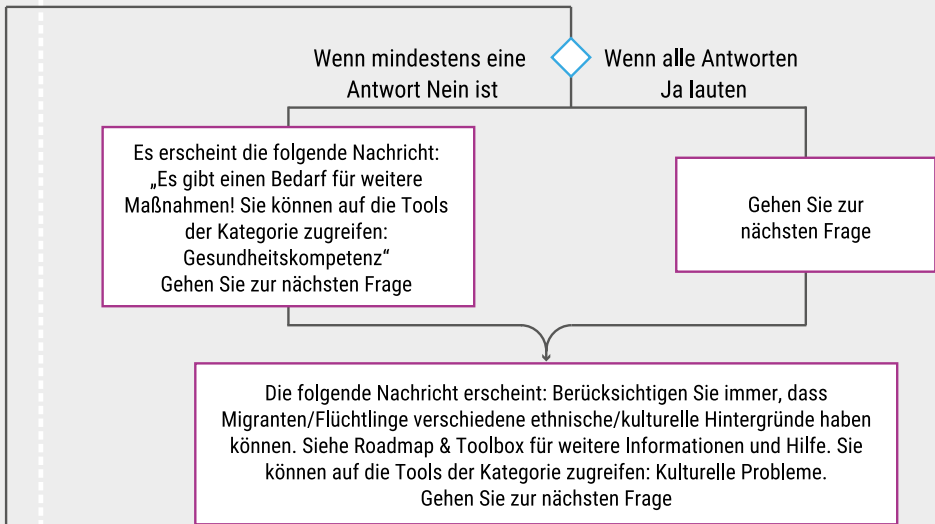 Wenn mindestens eine
Antwort Nein ist
Wenn alle Antworten
Ja lauten
Es erscheint die folgende Nachricht:
„Es gibt einen Bedarf für weitere
Maßnahmen! Sie können auf die Tools
der Kategorie zugreifen:
Gesundheitskompetenz“
Gehen Sie zur nächsten Frage
Gehen Sie zur
nächsten Frage
Die folgende Nachricht erscheint: Berücksichtigen Sie immer, dass
Migranten/Flüchtlinge verschiedene ethnische/kulturelle Hintergründe haben
können. Siehe Roadmap & Toolbox für weitere Informationen und Hilfe. Sie
können auf die Tools der Kategorie zugreifen: Kulturelle Probleme.
Gehen Sie zur nächsten Frage